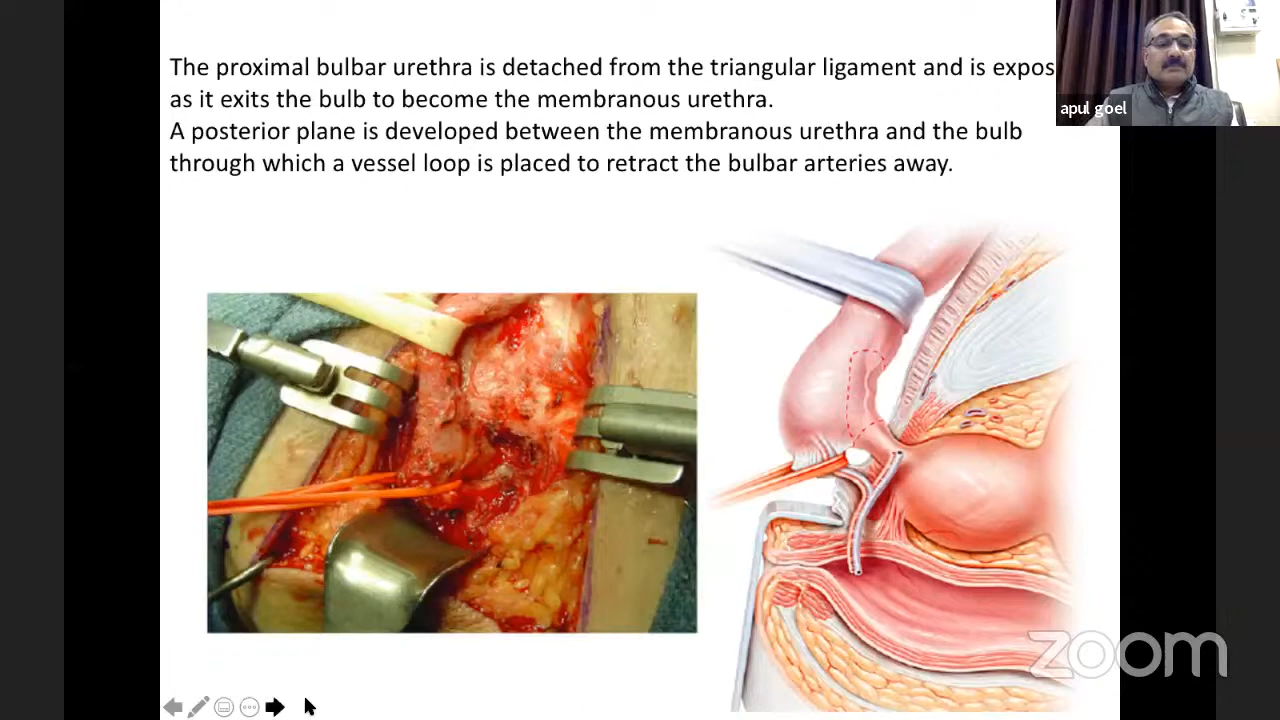 The proximal bulbar urethra is detached from the triangular ligament and is expos
as it exits the bulb to become the membranous urethra.
A posterior plane is developed between the membranous urethra and the bulb
through which a vessel loop is placed to retract the bulbar arteries away.
apul goel
zoom